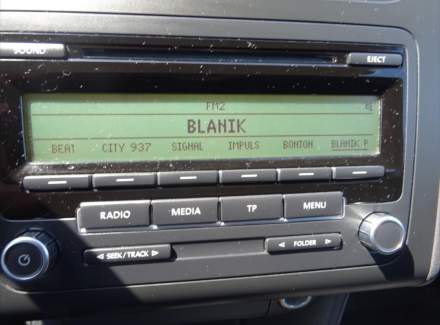 SOUND EJECT
FM2
BLANIK
BEAT CITY 937 SIGNAL IMPULS BONTON BLANIK P
RADIO MEDIA TP MENU
< SEEK / TRACK > < FOLDER >